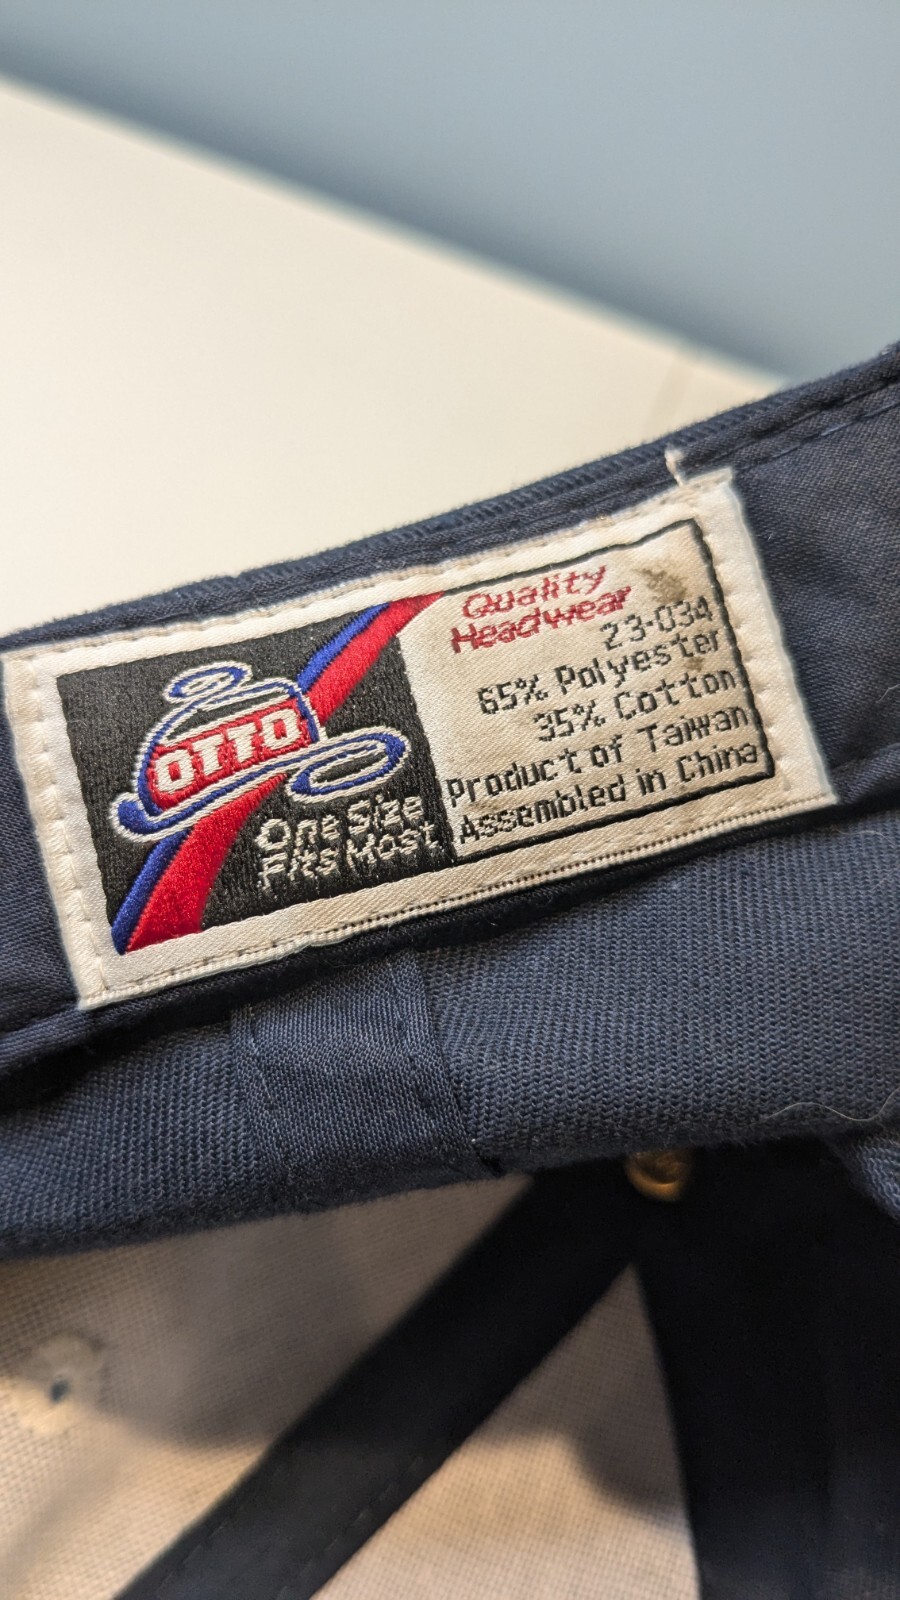 OTTO
One Size
Fits Most
Quality
Headwear
23-034
65% Polyester
35% Cotton
Product of Taiwan
Assembled in China